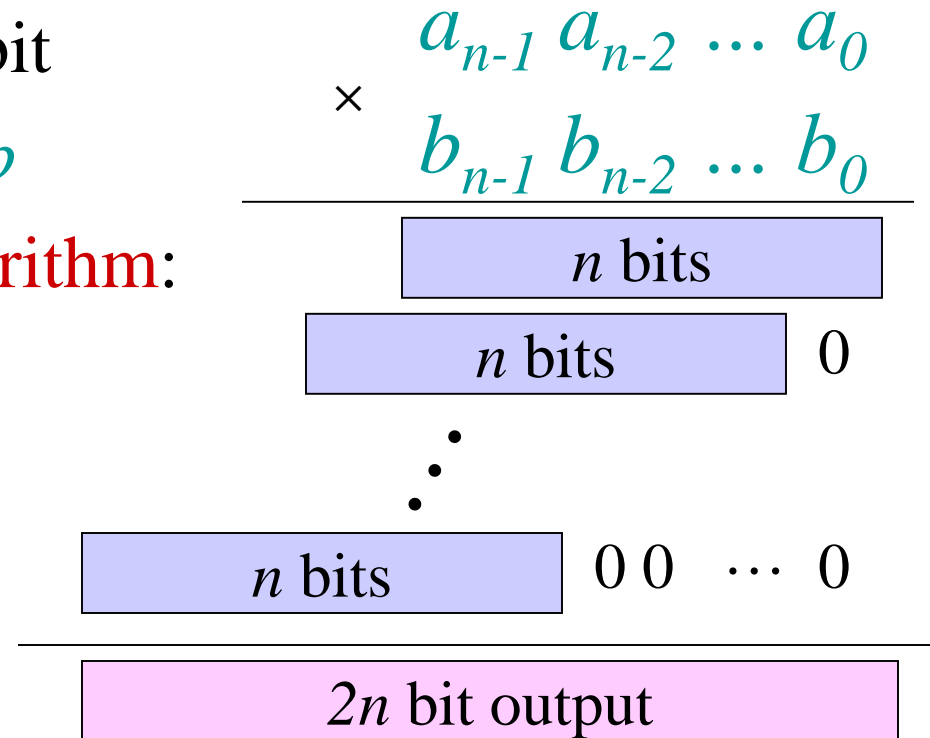 bit
a_{n-1} a_{n-2} ... a_0
×
b
b_{n-1} b_{n-2} ... b_0
rithm:
n bits
n bits 0
n bits 0 0 ... 0
2n bit output